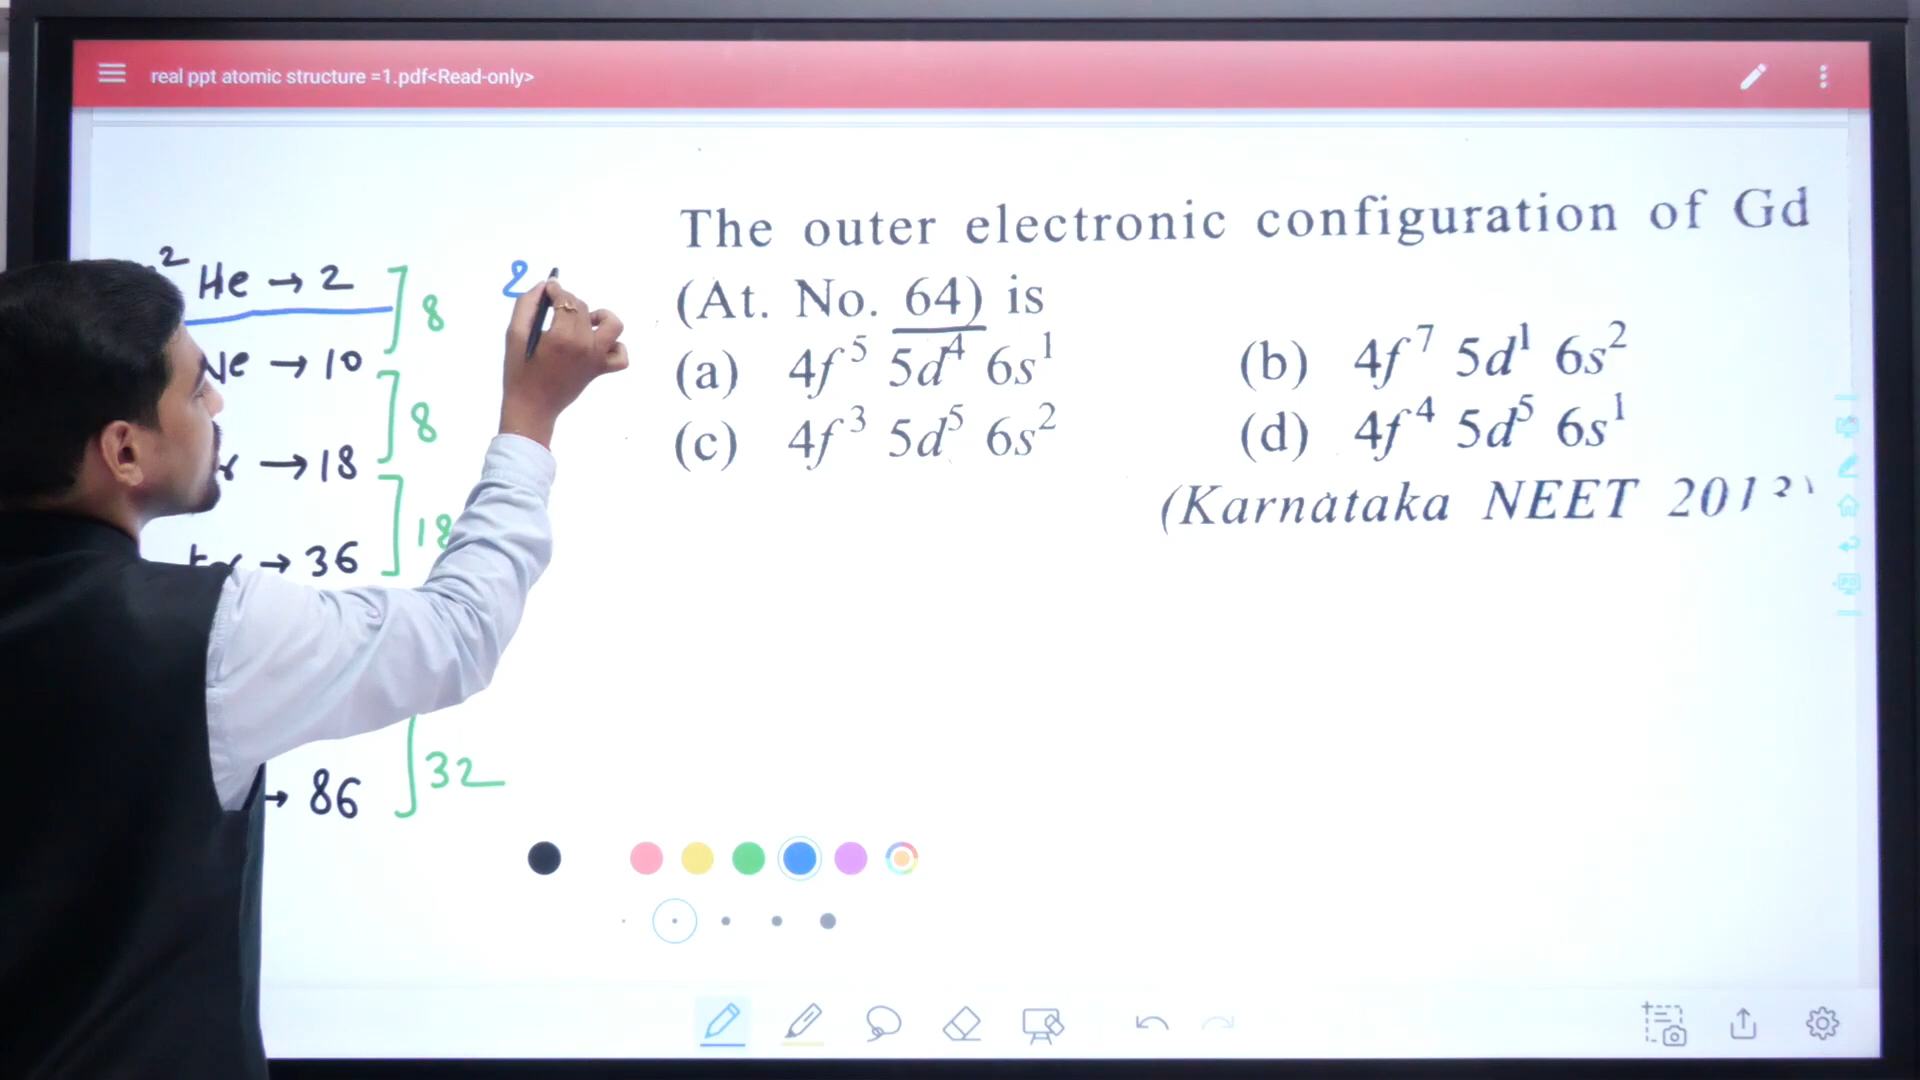 real ppt atomic structure =1.pdf<Read-only>
The outer electronic configuration of Gd
(At. No. 64) is
(a) 4f⁵ 5d⁴ 6s¹
(b) 4f⁷ 5d¹ 6s²
(c) 4f³ 5d⁵ 6s²
(d) 4f⁴ 5d⁵ 6s¹
(Karnataka NEET 201
2 He → 2
8
Ne → 10
8
→ 18
18
→ 36
32
→ 86
2